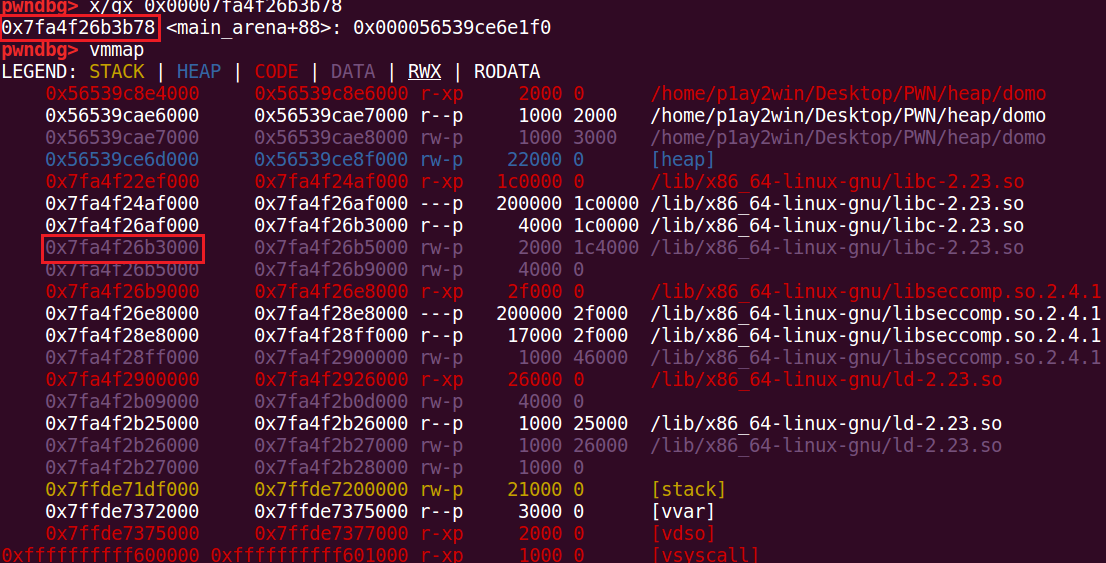 pwndbg> x/gx 0x00007fa4f26b3b78
0x7fa4f26b3b78 <main_arena+88>: 0x000056539ce6e1f0
pwndbg> vmmap
LEGEND: STACK | HEAP | CODE | DATA | RWX | RODATA
0x56539c8e4000 0x56539c8e6000 r-xp 2000 0 /home/p1ay2win/Desktop/PWN/heap/domo
0x56539cae6000 0x56539cae7000 r--p 1000 2000 /home/p1ay2win/Desktop/PWN/heap/domo
0x56539cae7000 0x56539cae8000 rw-p 1000 3000 /home/p1ay2win/Desktop/PWN/heap/domo
0x56539ce6d000 0x56539ce8f000 rw-p 22000 0 [heap]
0x7fa4f22ef000 0x7fa4f24af000 r-xp 1c0000 0 /lib/x86_64-linux-gnu/libc-2.23.so
0x7fa4f24af000 0x7fa4f26af000 ---p 200000 1c0000 /lib/x86_64-linux-gnu/libc-2.23.so
0x7fa4f26af000 0x7fa4f26b3000 r--p 4000 1c0000 /lib/x86_64-linux-gnu/libc-2.23.so
0x7fa4f26b3000 0x7fa4f26b5000 rw-p 2000 1c4000 /lib/x86_64-linux-gnu/libc-2.23.so
0x7fa4f26b5000 0x7fa4f26b9000 rw-p 4000 0
0x7fa4f26b9000 0x7fa4f26e8000 r-xp 2f000 0 /lib/x86_64-linux-gnu/libseccomp.so.2.4.1
0x7fa4f26e8000 0x7fa4f28e8000 ---p 200000 2f000 /lib/x86_64-linux-gnu/libseccomp.so.2.4.1
0x7fa4f28e8000 0x7fa4f28ff000 r--p 17000 2f000 /lib/x86_64-linux-gnu/libseccomp.so.2.4.1
0x7fa4f28ff000 0x7fa4f2900000 rw-p 1000 46000 /lib/x86_64-linux-gnu/libseccomp.so.2.4.1
0x7fa4f2900000 0x7fa4f2926000 r-xp 26000 0 /lib/x86_64-linux-gnu/ld-2.23.so
0x7fa4f2b09000 0x7fa4f2b0d000 rw-p 4000 0
0x7fa4f2b25000 0x7fa4f2b26000 r--p 1000 25000 /lib/x86_64-linux-gnu/ld-2.23.so
0x7fa4f2b26000 0x7fa4f2b27000 rw-p 1000 26000 /lib/x86_64-linux-gnu/ld-2.23.so
0x7fa4f2b27000 0x7fa4f2b28000 rw-p 1000 0
0x7ffde71df000 0x7ffde7200000 rw-p 21000 0 [stack]
0x7ffde7372000 0x7ffde7375000 r--p 3000 0 [vvar]
0x7ffde7375000 0x7ffde7377000 r-xp 2000 0 [vdso]
0xffffffffff600000 0xffffffffff601000 r-xp 1000 0 [vsyscall]